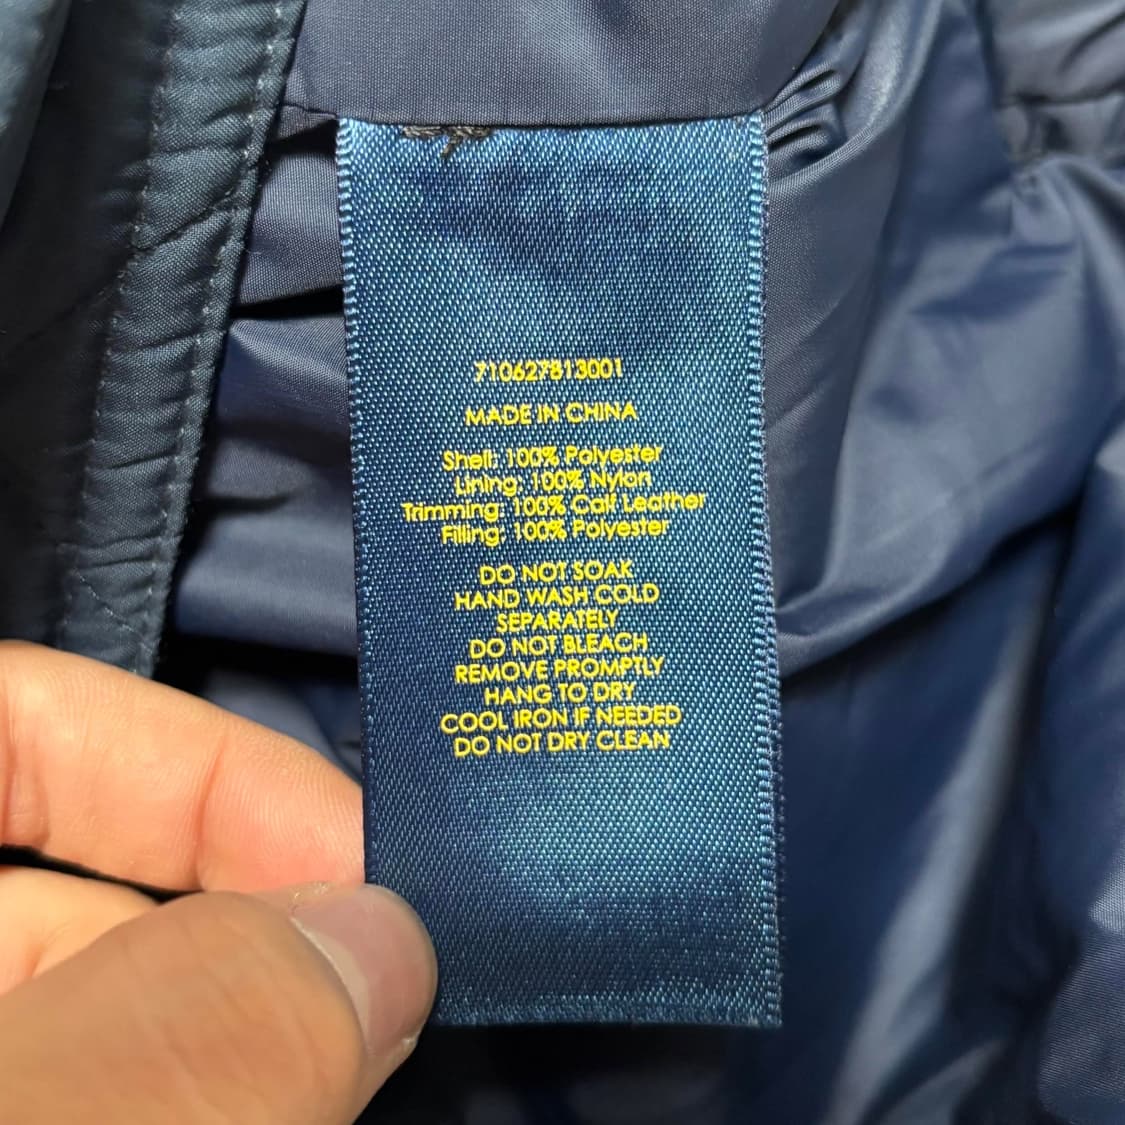 710627813001
MADE IN CHINA
Shell: 100% Polyester
Lining: 100% Nylon
Trimming: 100% Calf Leather
Filling: 100% Polyester
DO NOT SOAK
HAND WASH COLD
SEPARATELY
DO NOT BLEACH
REMOVE PROMPTLY
HANG TO DRY
COOL IRON IF NEEDED
DO NOT DRY CLEAN